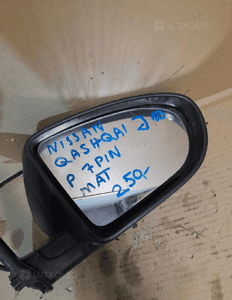 NISSAN
QASHQAI J
P 7PIN
MAT
250,-